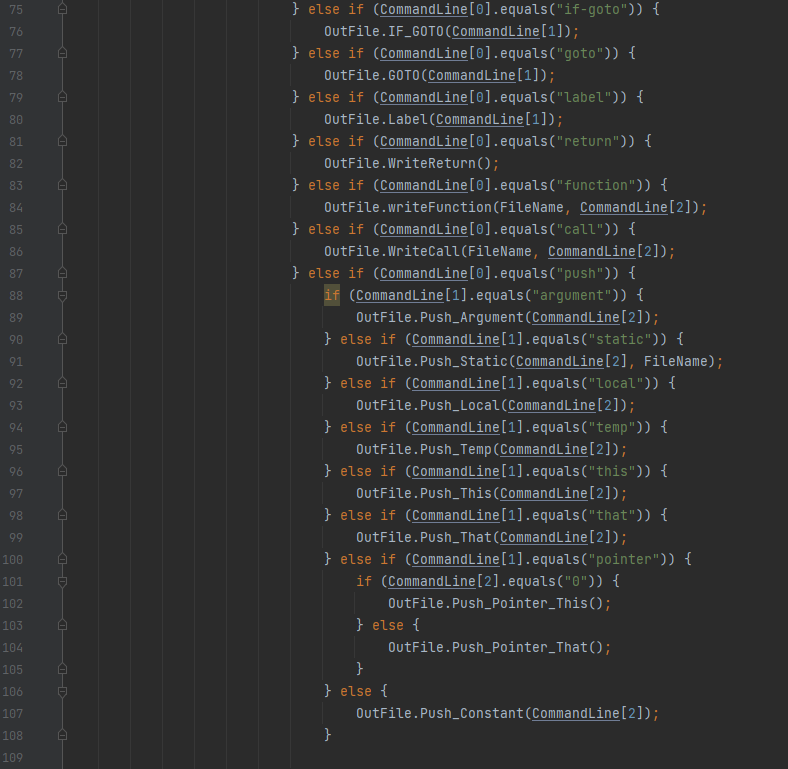 75 } else if (CommandLine[0].equals("if-goto")) {
76 OutFile.IF_GOTO(CommandLine[1]);
77 } else if (CommandLine[0].equals("goto")) {
78 OutFile.GOTO(CommandLine[1]);
79 } else if (CommandLine[0].equals("label")) {
80 OutFile.Label(CommandLine[1]);
81 } else if (CommandLine[0].equals("return")) {
82 OutFile.WriteReturn();
83 } else if (CommandLine[0].equals("function")) {
84 OutFile.writeFunction(FileName, CommandLine[2]);
85 } else if (CommandLine[0].equals("call")) {
86 OutFile.WriteCall(FileName, CommandLine[2]);
87 } else if (CommandLine[0].equals("push")) {
88 if (CommandLine[1].equals("argument")) {
89 OutFile.Push_Argument(CommandLine[2]);
90 } else if (CommandLine[1].equals("static")) {
91 OutFile.Push_Static(CommandLine[2], FileName);
92 } else if (CommandLine[1].equals("local")) {
93 OutFile.Push_Local(CommandLine[2]);
94 } else if (CommandLine[1].equals("temp")) {
95 OutFile.Push_Temp(CommandLine[2]);
96 } else if (CommandLine[1].equals("this")) {
97 OutFile.Push_This(CommandLine[2]);
98 } else if (CommandLine[1].equals("that")) {
99 OutFile.Push_That(CommandLine[2]);
100 } else if (CommandLine[1].equals("pointer")) {
101 if (CommandLine[2].equals("0")) {
102 OutFile.Push_Pointer_This();
103 } else {
104 OutFile.Push_Pointer_That();
105 }
106 } else {
107 OutFile.Push_Constant(CommandLine[2]);
108 }
109